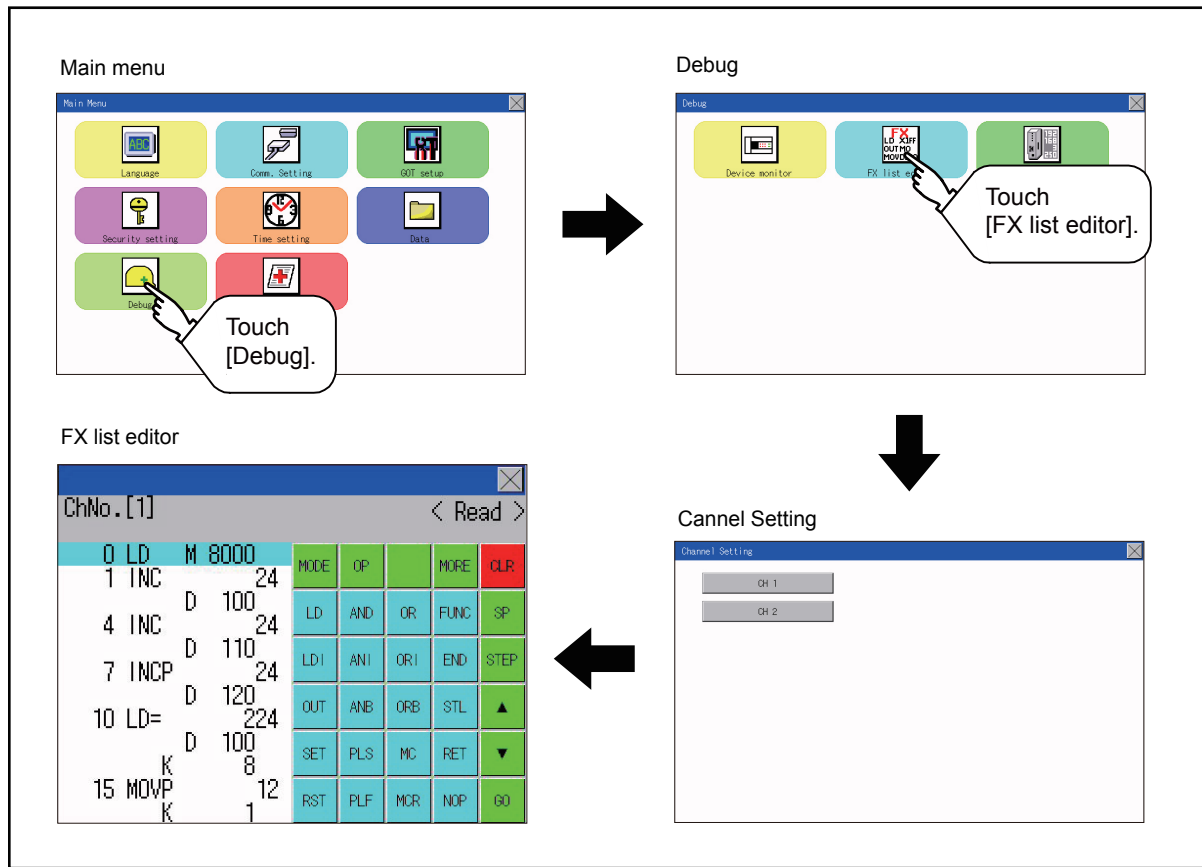 Main menu
Main Menu
ABC
Language
Comm. Setting
GOT setup
Security setting
Time setting
Data
Debug
Touch
[Debug].
Debug
Debug
Device monitor
FX
LD X1FF
OUT M0
FX list
Touch
[FX list editor].
Cannel Setting
Channel Setting
CH 1
CH 2
FX list editor
ChNo.[1]
< Read >
0 LD M 8000
1 INC 24
D 100
4 INC 24
D 110
7 INCP 24
D 120
10 LD= 224
D 100
K 8
15 MOVP 12
K 1
MODE OP MORE CLR
LD AND OR FUNC SP
LDI ANI ORI END STEP
OUT ANB ORB STL ▲
SET PLS MC RET ▼
RST PLF MCR NOP GO